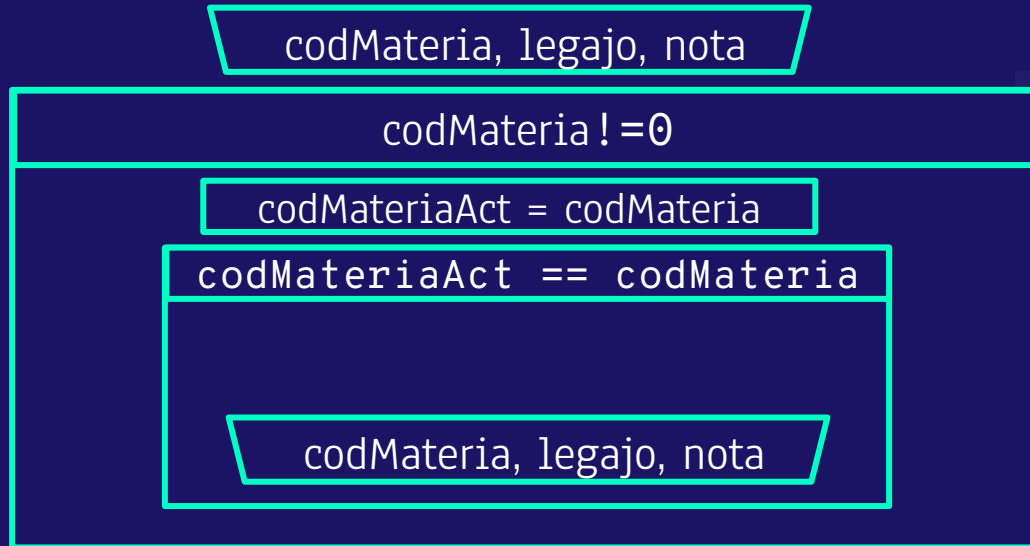 codMateria, legajo, nota
codMateria!=0
codMateriaAct = codMateria
codMateriaAct == codMateria
codMateria, legajo, nota